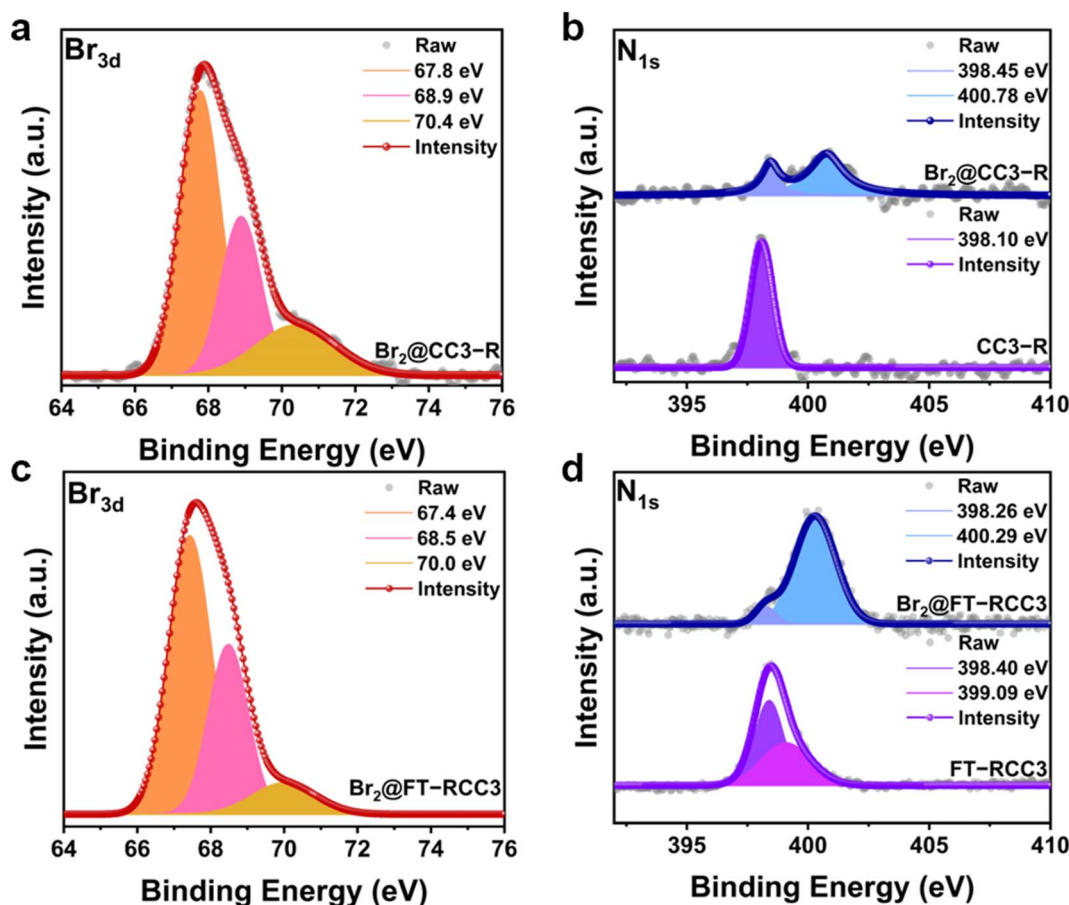 a
Br3d
Raw
67.8 eV
68.9 eV
70.4 eV
Intensity
Br2@CC3−R
Intensity (a.u.)
64 66 68 70 72 74 76
Binding Energy (eV)
b
N1s
Raw
398.45 eV
400.78 eV
Intensity
Br2@CC3−R
Raw
398.10 eV
Intensity
CC3−R
Intensity (a.u.)
395 400 405 410
Binding Energy (eV)
c
Br3d
Raw
67.4 eV
68.5 eV
70.0 eV
Intensity
Br2@FT−RCC3
Intensity (a.u.)
64 66 68 70 72 74 76
Binding Energy (eV)
d
N1s
Raw
398.26 eV
400.29 eV
Intensity
Br2@FT−RCC3
Raw
398.40 eV
399.09 eV
Intensity
FT−RCC3
Intensity (a.u.)
395 400 405 410
Binding Energy (eV)